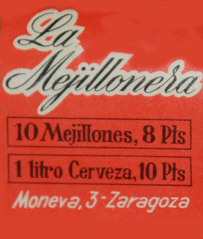 La
Mejillonera
10 Mejillones, 8 Pts
1 litro Cerveza, 10 Pts
Moneva, 3-Zaragoza